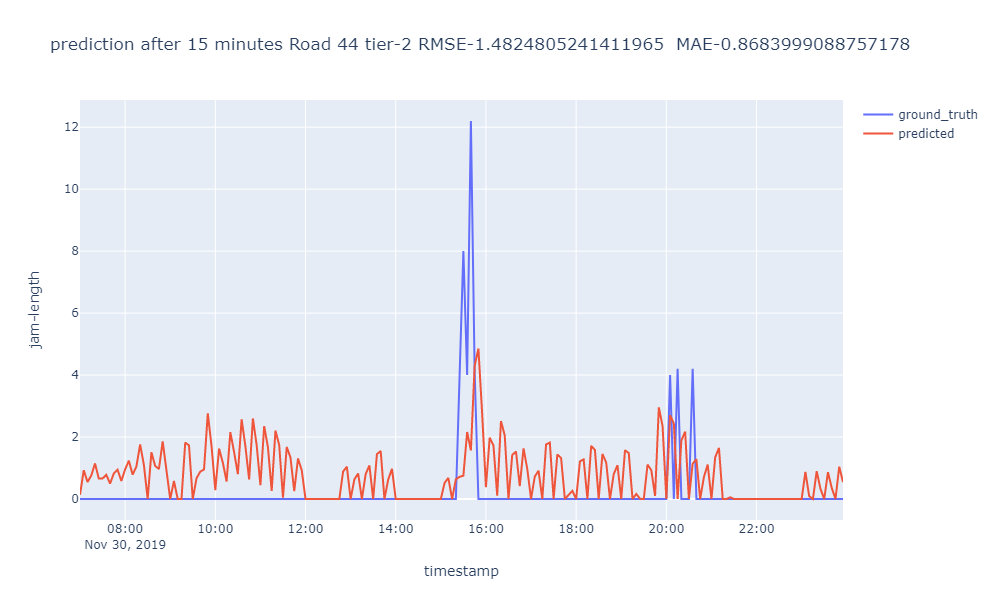 prediction after 15 minutes Road 44 tier-2 RMSE-1.4824805241411965  MAE-0.8683999088757178
ground_truth
predicted
12
10
8
6
4
2
0
jam-length
08:00 10:00 12:00 14:00 16:00 18:00 20:00 22:00
Nov 30, 2019
timestamp